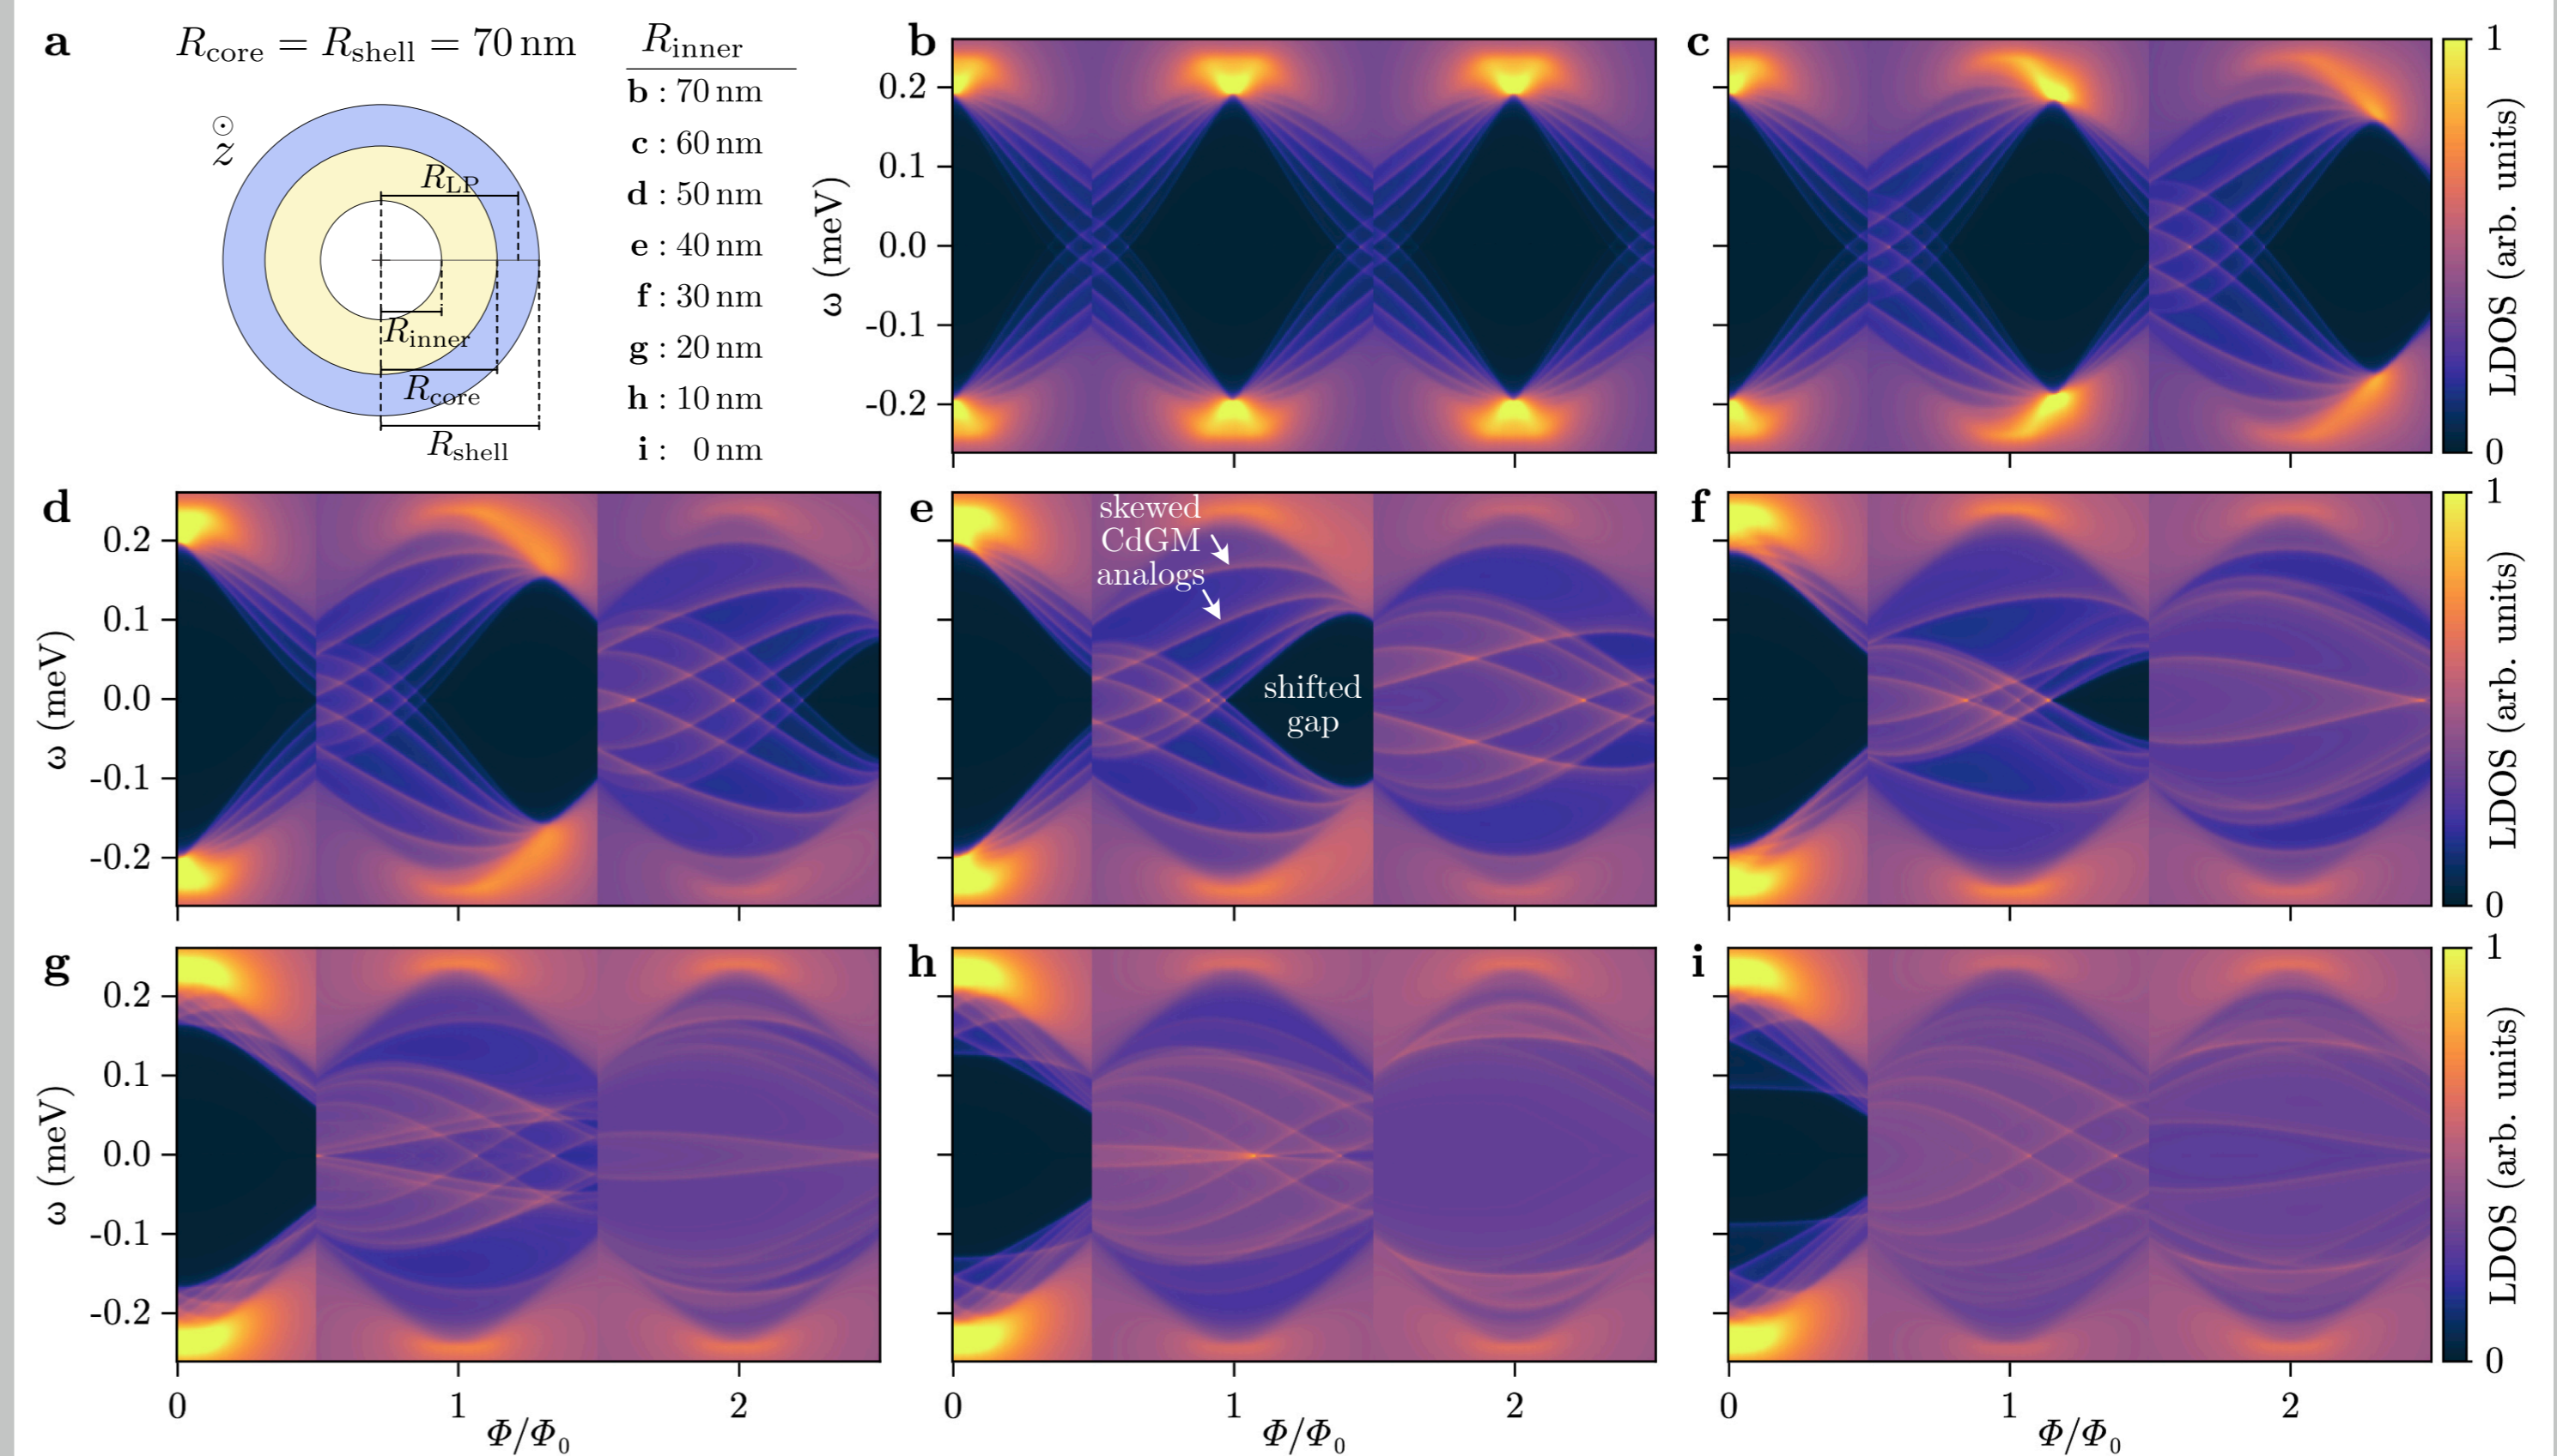 a
R_core = R_shell = 70 nm
R_inner
b : 70 nm
c : 60 nm
d : 50 nm
e : 40 nm
f : 30 nm
g : 20 nm
h : 10 nm
i : 0 nm
⊙
z
R_LP
R_inner
R_core
R_shell
b
0.2
0.1
0.0
-0.1
-0.2
ω (meV)
c
1
0
LDOS (arb. units)
d
0.2
0.1
0.0
-0.1
-0.2
ω (meV)
e
skewed
CdGM
analogs
shifted
gap
f
1
0
LDOS (arb. units)
g
0.2
0.1
0.0
-0.1
-0.2
ω (meV)
0 1 2
Φ/Φ₀
h
0 1 2
Φ/Φ₀
i
0 1 2
Φ/Φ₀
1
0
LDOS (arb. units)